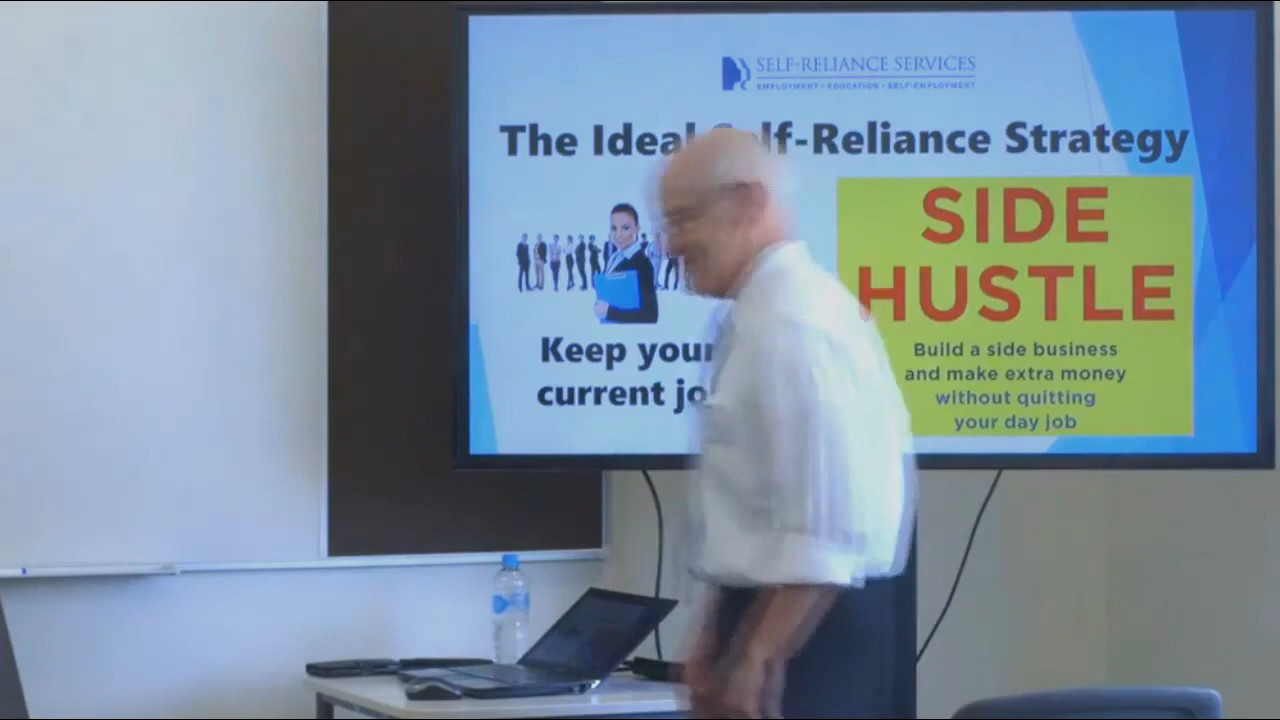 SELF-RELIANCE SERVICES
EMPLOYMENT • EDUCATION • SELF-EMPLOYMENT
The Ideal Self-Reliance Strategy
SIDE
HUSTLE
Keep your
current jo
Build a side business
and make extra money
without quitting
your day job